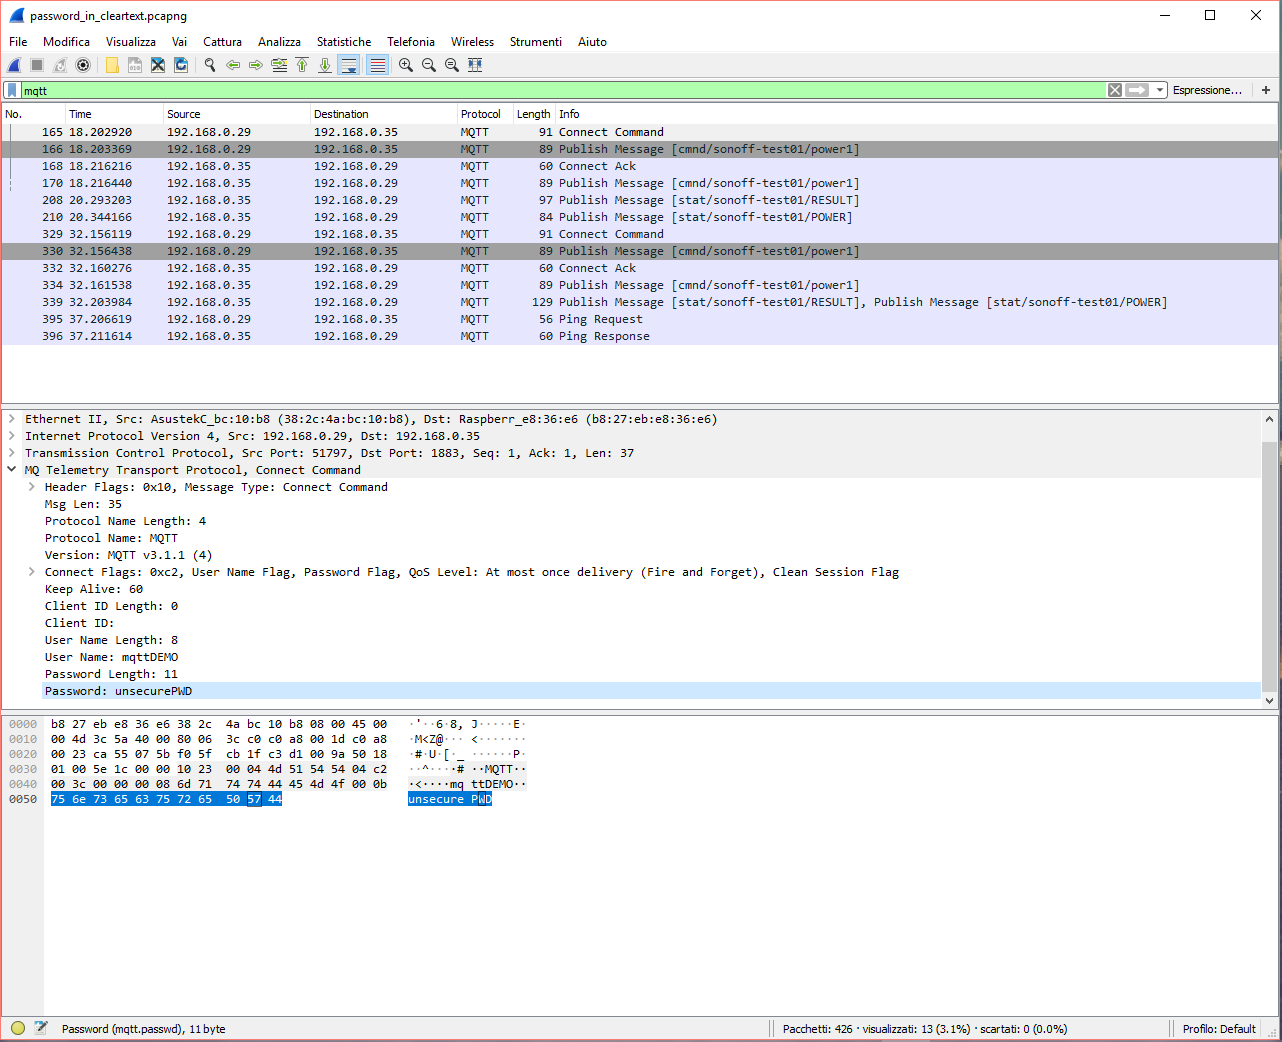 password_in_cleartext.pcapng
File Modifica Visualizza Vai Cattura Analizza Statistiche Telefonia Wireless Strumenti Aiuto
mqtt Espressione... +
No. Time Source Destination Protocol Length Info
165 18.202920 192.168.0.29 192.168.0.35 MQTT 91 Connect Command
166 18.203369 192.168.0.29 192.168.0.35 MQTT 89 Publish Message [cmnd/sonoff-test01/power1]
168 18.216216 192.168.0.35 192.168.0.29 MQTT 60 Connect Ack
170 18.216440 192.168.0.35 192.168.0.29 MQTT 89 Publish Message [cmnd/sonoff-test01/power1]
208 20.293203 192.168.0.35 192.168.0.29 MQTT 97 Publish Message [stat/sonoff-test01/RESULT]
210 20.344166 192.168.0.35 192.168.0.29 MQTT 84 Publish Message [stat/sonoff-test01/POWER]
329 32.156119 192.168.0.29 192.168.0.35 MQTT 91 Connect Command
330 32.156438 192.168.0.29 192.168.0.35 MQTT 89 Publish Message [cmnd/sonoff-test01/power1]
332 32.160276 192.168.0.35 192.168.0.29 MQTT 60 Connect Ack
334 32.161538 192.168.0.35 192.168.0.29 MQTT 89 Publish Message [cmnd/sonoff-test01/power1]
339 32.203984 192.168.0.35 192.168.0.29 MQTT 129 Publish Message [stat/sonoff-test01/RESULT], Publish Message [stat/sonoff-test01/POWER]
395 37.206619 192.168.0.29 192.168.0.35 MQTT 56 Ping Request
396 37.211614 192.168.0.35 192.168.0.29 MQTT 60 Ping Response
Ethernet II, Src: AsustekC_bc:10:b8 (38:2c:4a:bc:10:b8), Dst: Raspberr_e8:36:e6 (b8:27:eb:e8:36:e6)
Internet Protocol Version 4, Src: 192.168.0.29, Dst: 192.168.0.35
Transmission Control Protocol, Src Port: 51797, Dst Port: 1883, Seq: 1, Ack: 1, Len: 37
MQ Telemetry Transport Protocol, Connect Command
Header Flags: 0x10, Message Type: Connect Command
Msg Len: 35
Protocol Name Length: 4
Protocol Name: MQTT
Version: MQTT v3.1.1 (4)
Connect Flags: 0xc2, User Name Flag, Password Flag, QoS Level: At most once delivery (Fire and Forget), Clean Session Flag
Keep Alive: 60
Client ID Length: 0
Client ID:
User Name Length: 8
User Name: mqttDEMO
Password Length: 11
Password: unsecurePWD
0000 b8 27 eb e8 36 e6 38 2c 4a bc 10 b8 08 00 45 00 ·'··6·8, J·····E·
0010 00 4d 3c 5a 40 00 80 06 3c c0 c0 a8 00 1d c0 a8 ·M<Z@··· <·······
0020 00 23 ca 55 07 5b f0 5f cb 1f c3 d1 00 9a 50 18 ·#·U·[·_ ······P·
0030 01 00 5e 1c 00 00 10 23 00 04 4d 51 54 54 04 c2 ··^····# ··MQTT··
0040 00 3c 00 00 00 08 6d 71 74 74 44 45 4d 4f 00 0b ·<····mq ttDEMO··
0050 75 6e 73 65 63 75 72 65 50 57 44 unsecure PWD
Password (mqtt.passwd), 11 byte Pacchetti: 426 · visualizzati: 13 (3.1%) · scartati: 0 (0.0%) Profilo: Default